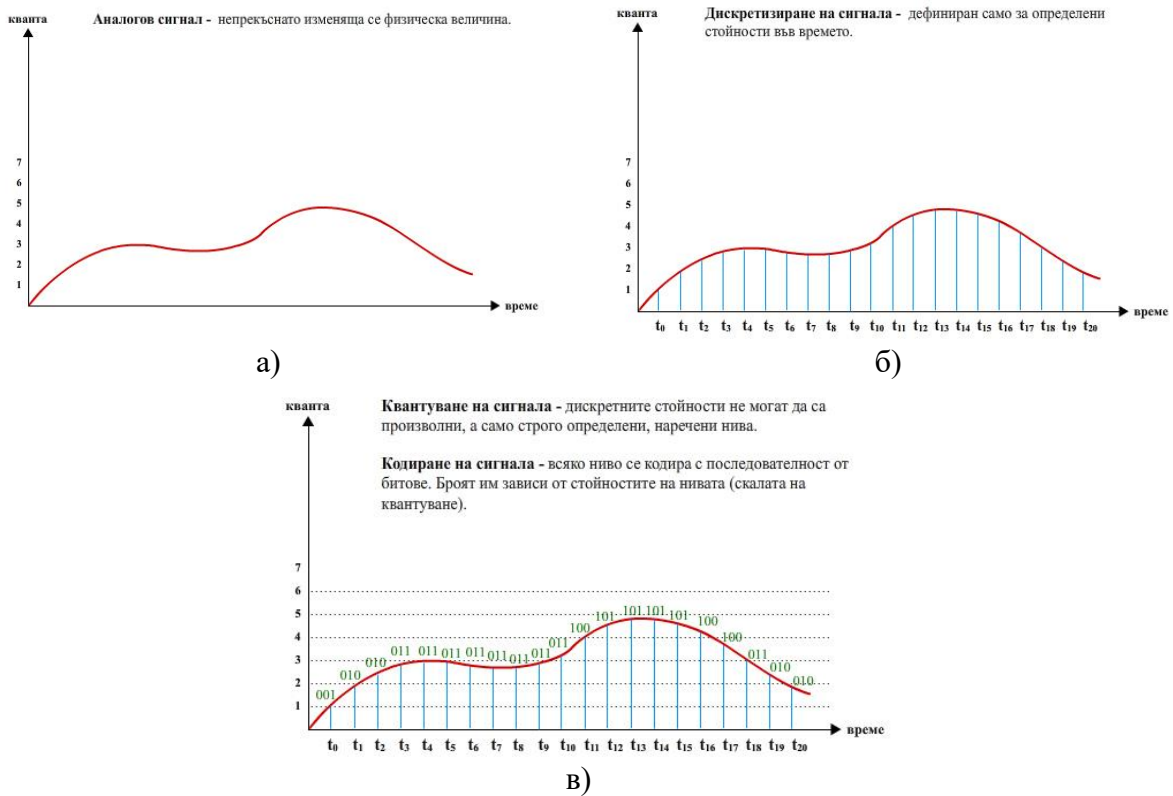 кванта
Аналогов сигнал - непрекъснато изменяща се физическа величина.
7
6
5
4
3
2
1
време
а)
кванта
Дискретизиране на сигнала - дефиниран само за определени
стойности във времето.
7
6
5
4
3
2
1
време
t0 t1 t2 t3 t4 t5 t6 t7 t8 t9 t10 t11 t12 t13 t14 t15 t16 t17 t18 t19 t20
б)
кванта
Квантуване на сигнала - дискретните стойности не могат да са
произволни, а само строго определени, наречени нива.
Кодиране на сигнала - всяко ниво се кодира с последователност от
битове. Броят им зависи от стойностите на нивата (скалата на
квантуване).
7
6
5
4
3
2
1
001 010 010 011 011 011 011 011 011 011 011 100 101 101 101 101 100 100 011 010 010
време
t0 t1 t2 t3 t4 t5 t6 t7 t8 t9 t10 t11 t12 t13 t14 t15 t16 t17 t18 t19 t20
в)